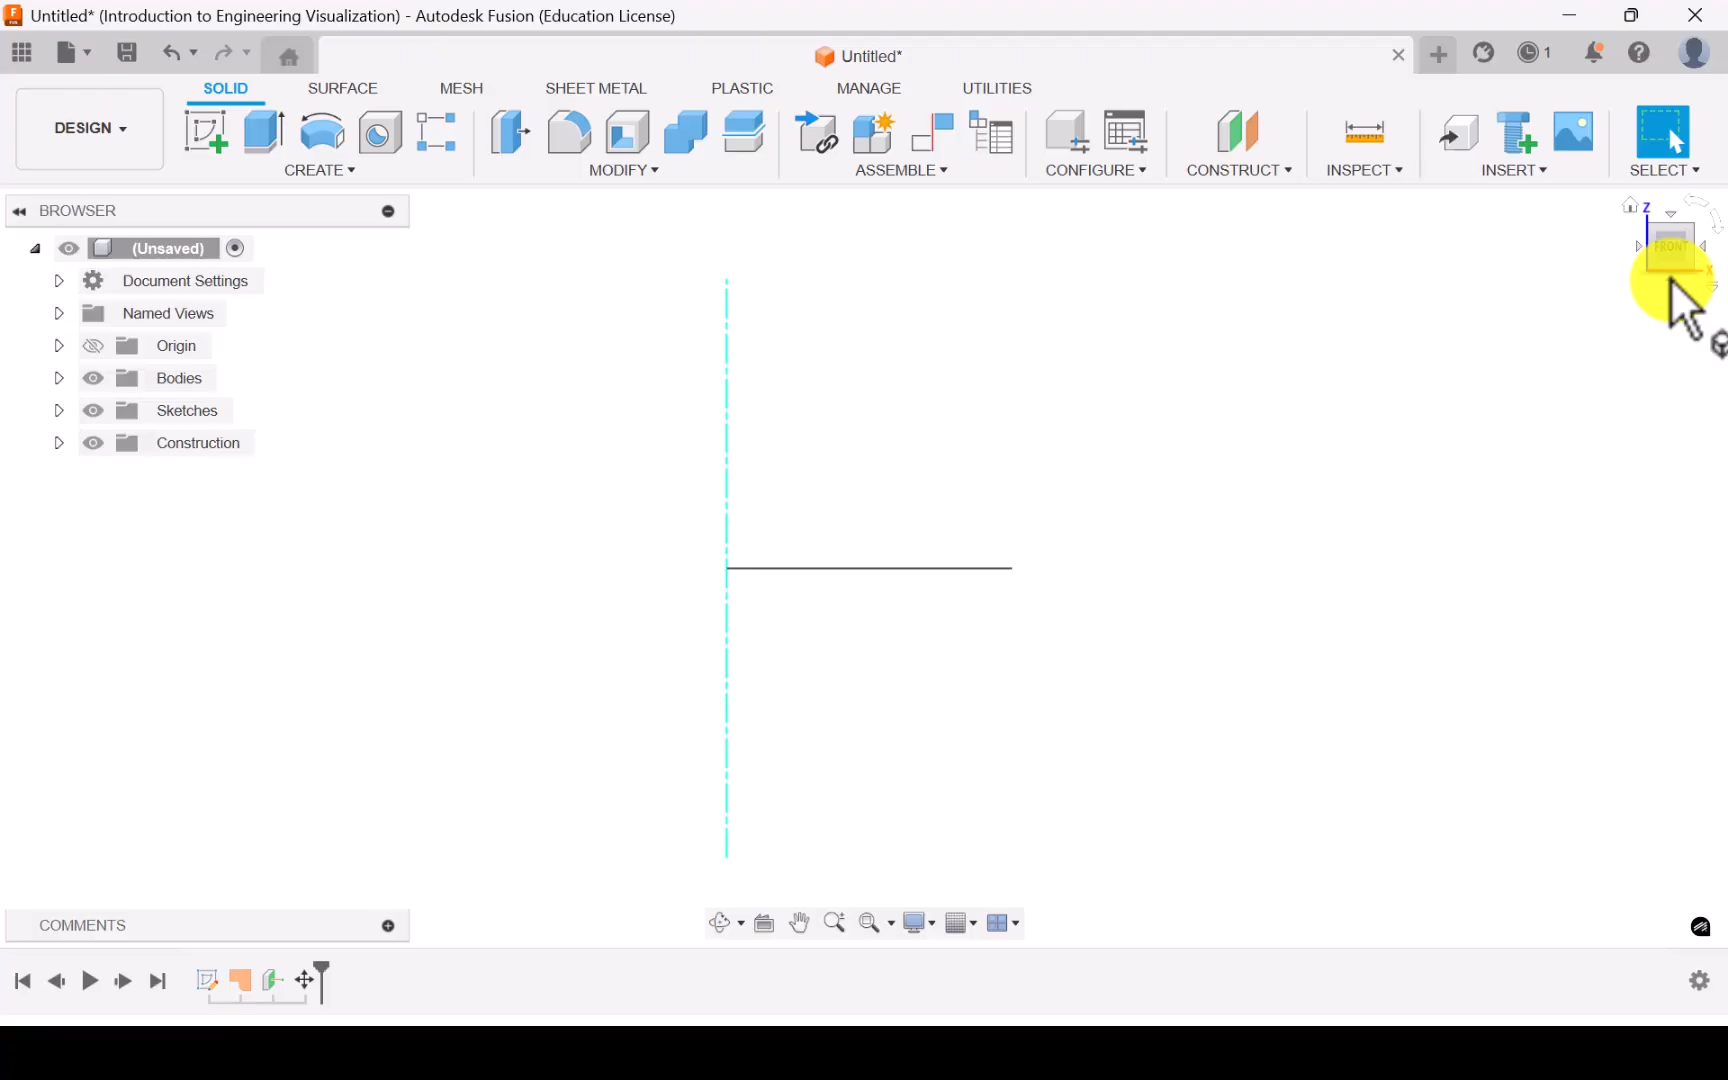 Untitled* (Introduction to Engineering Visualization) - Autodesk Fusion (Education License)
Untitled*
1
SOLID SURFACE MESH SHEET METAL PLASTIC MANAGE UTILITIES
DESIGN
CREATE MODIFY ASSEMBLE CONFIGURE CONSTRUCT INSPECT INSERT SELECT
BROWSER
(Unsaved)
Document Settings
Named Views
Origin
Bodies
Sketches
Construction
Z
FRONT
X
COMMENTS